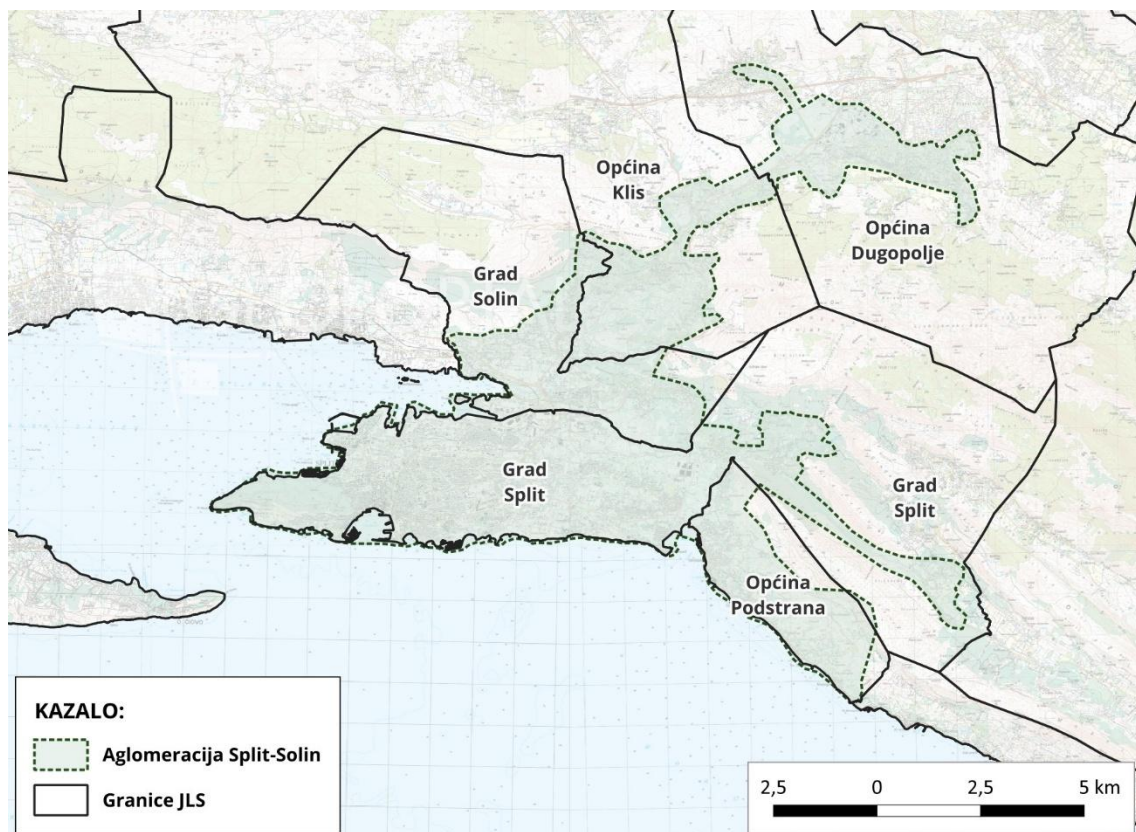 Općina
Klis
Općina
Dugopolje
Grad
Solin
Grad
Split
Grad
Split
Općina
Podstrana
KAZALO:
Aglomeracija Split-Solin
Granice JLS
2,5 0 2,5 5 km